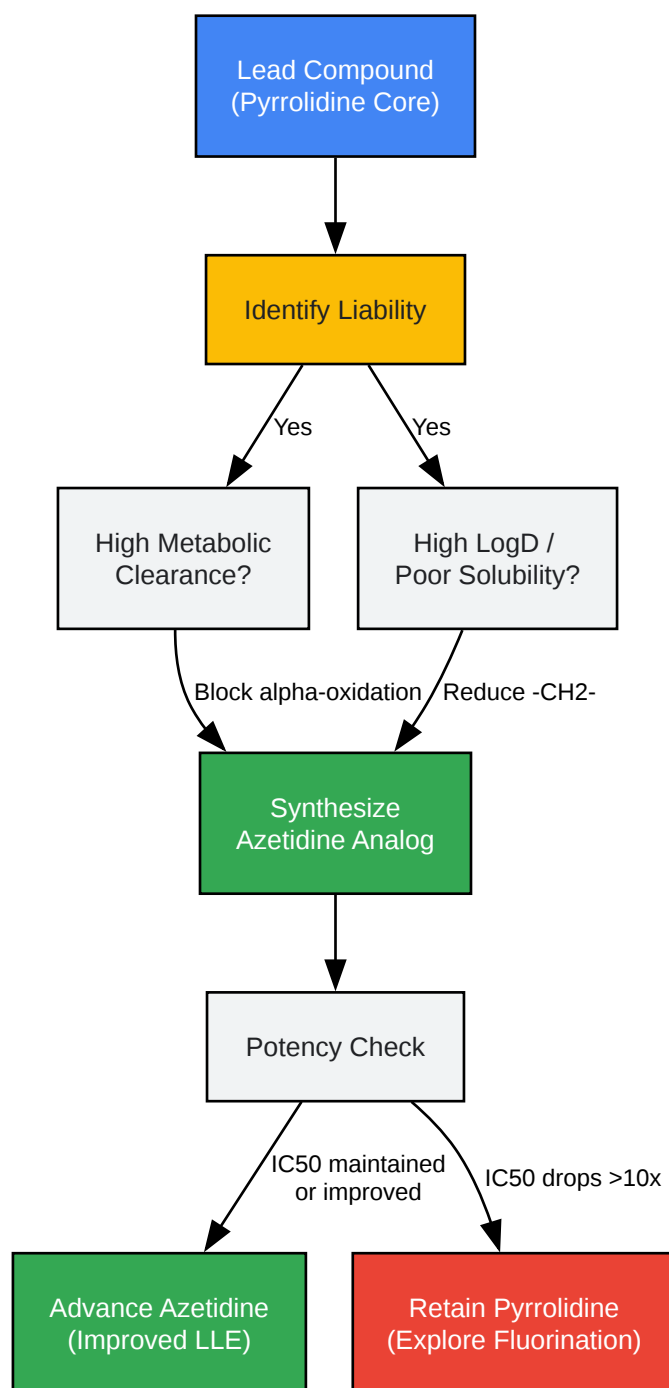 Lead Compound
(Pyrrolidine Core)
Identify Liability
Yes
Yes
High Metabolic
Clearance?
High LogD /
Poor Solubility?
Block alpha-oxidation
Reduce -CH2-
Synthesize
Azetidine Analog
Potency Check
IC50 maintained
or improved
IC50 drops >10x
Advance Azetidine
(Improved LLE)
Retain Pyrrolidine
(Explore Fluorination)